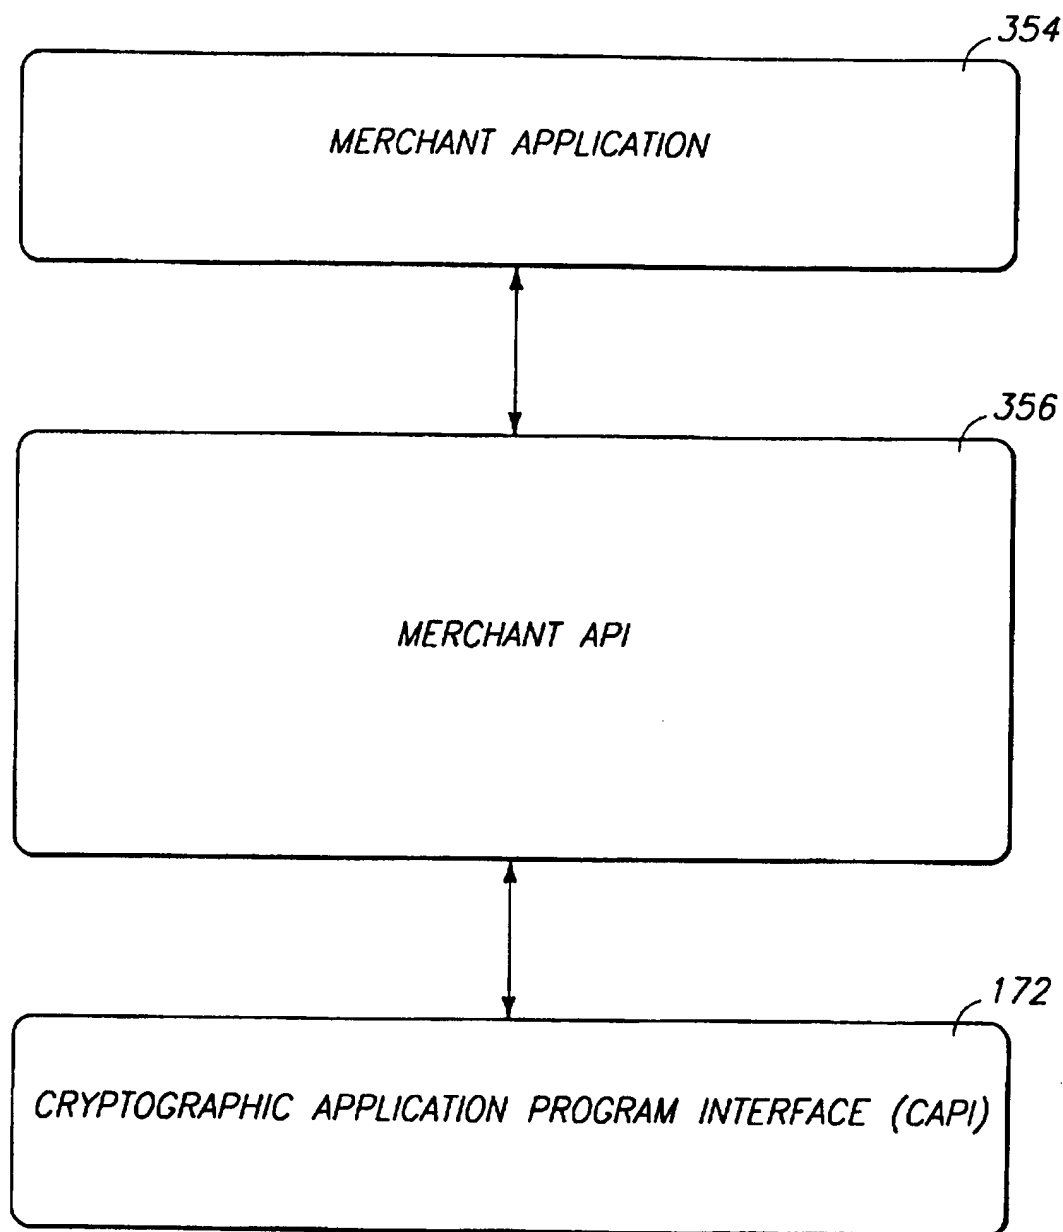 354
MERCHANT APPLICATION
356
MERCHANT API
172
CRYPTOGRAPHIC APPLICATION PROGRAM INTERFACE (CAPI)